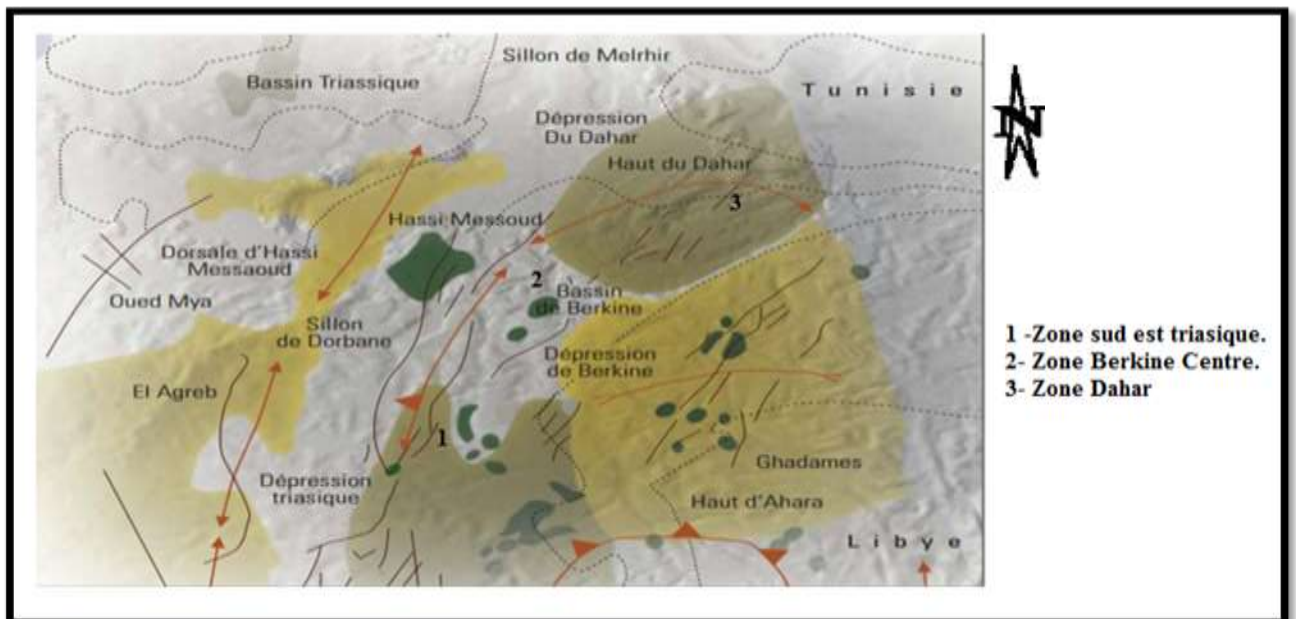 Sillon de Melrhir
Bassin Triassique
Tunisie
Dépression
Du Dahar
Haut du Dahar
3
N
Hassi Messoud
Dorsale d'Hassi
Messaoud
2
Oued Mya
Bassin
de Berkine
Sillon
de Dorbane
Dépression
de Berkine
El Agreb
1
Ghadames
Dépression
triasique
Haut d'Ahara
Libye
1 -Zone sud est triasique.
2- Zone Berkine Centre.
3- Zone Dahar